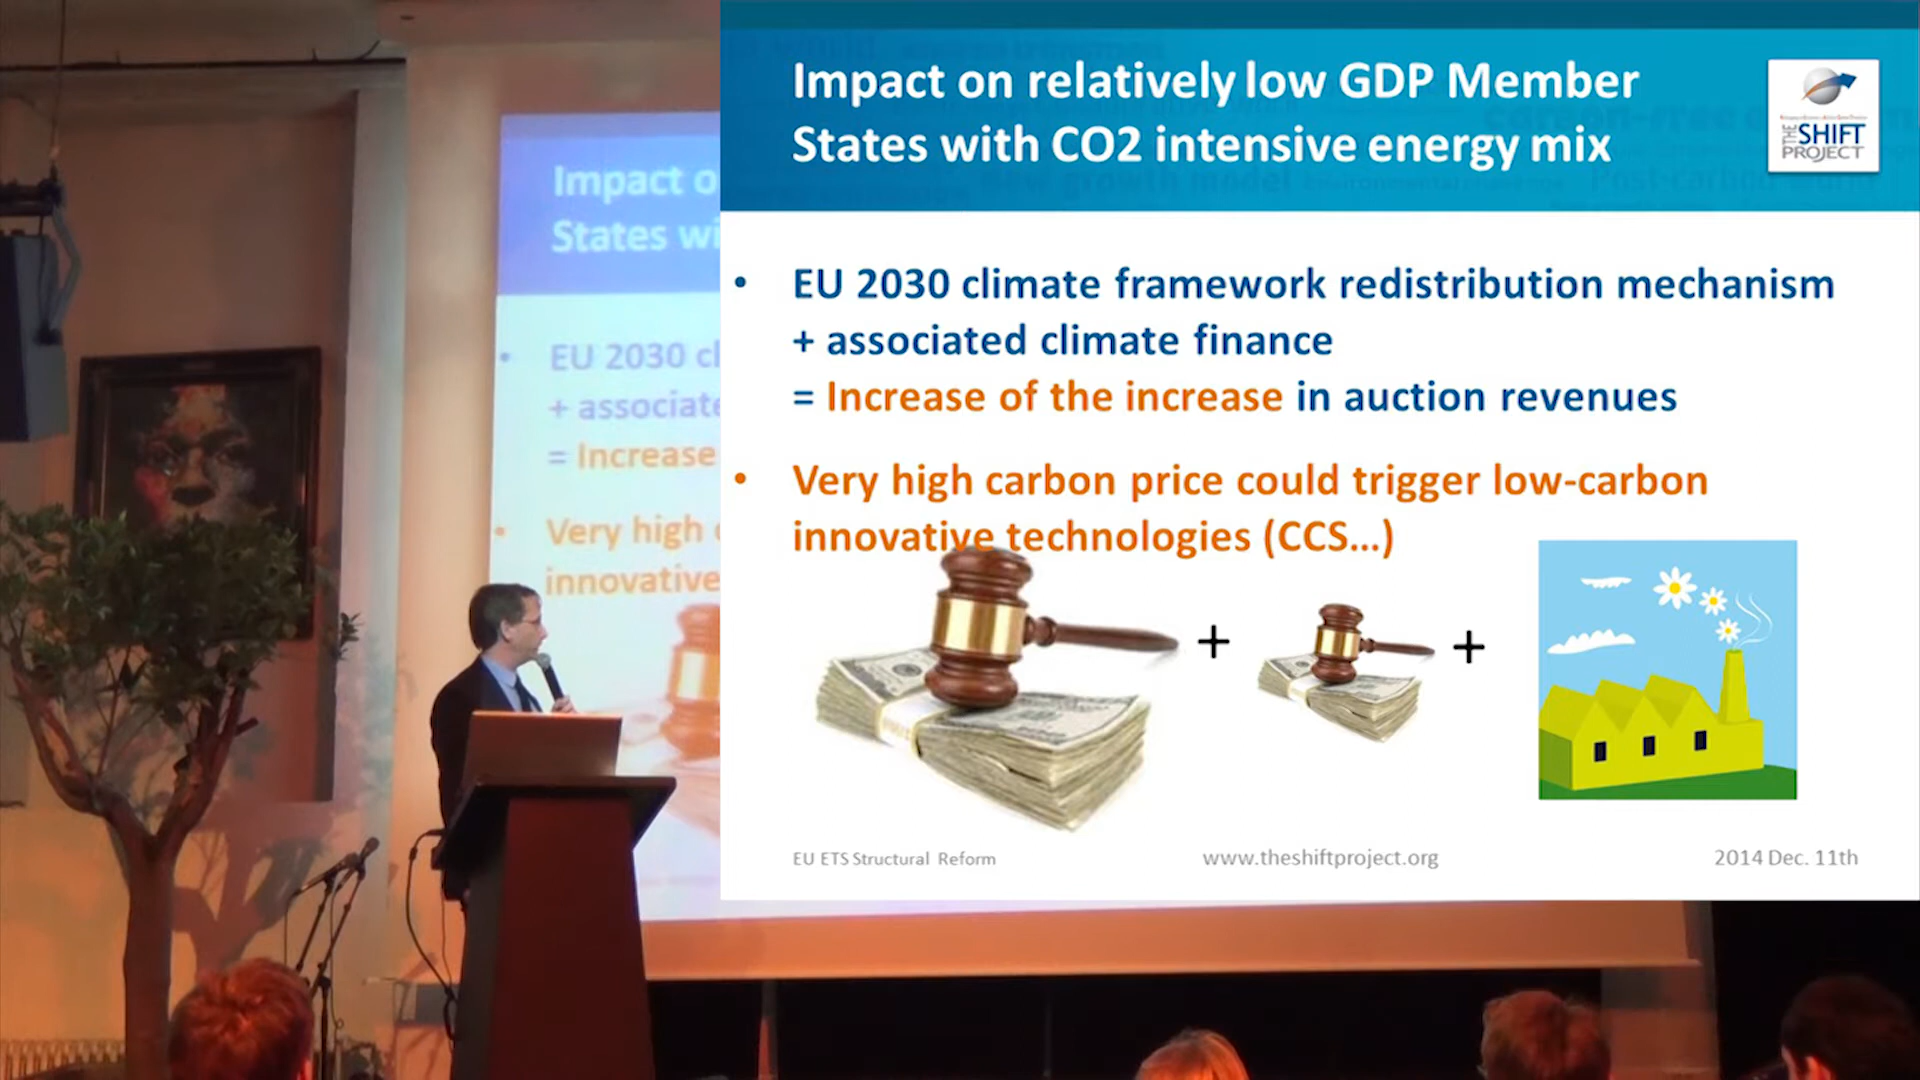 Impact on relatively low GDP Member
States with CO2 intensive energy mix
THE SHIFT
PROJECT
• EU 2030 climate framework redistribution mechanism
+ associated climate finance
= Increase of the increase in auction revenues
• Very high carbon price could trigger low-carbon
innovative technologies (CCS...)
+ +
EU ETS Structural Reform
www.theshiftproject.org
2014 Dec. 11th
Impact o
States wi
• EU 2030 cl
+ associate
= Increase
• Very high
innovative